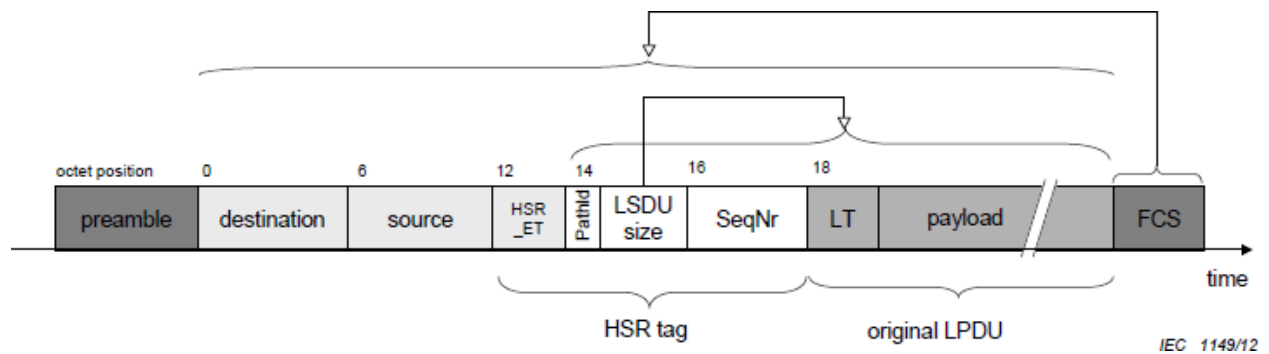 octet position 0 6 12 14 16 18
preamble destination source HSR _ET PathId LSDU size SeqNr LT payload FCS
time
HSR tag original LPDU
IEC 1149/12